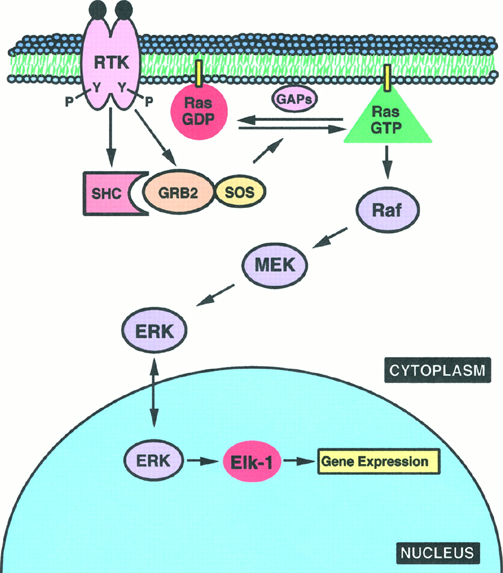 RTK
P Y Y P
Ras
GDP
GAPs
Ras
GTP
SHC
GRB2
SOS
Raf
MEK
ERK
CYTOPLASM
ERK
Elk-1
Gene Expression
NUCLEUS